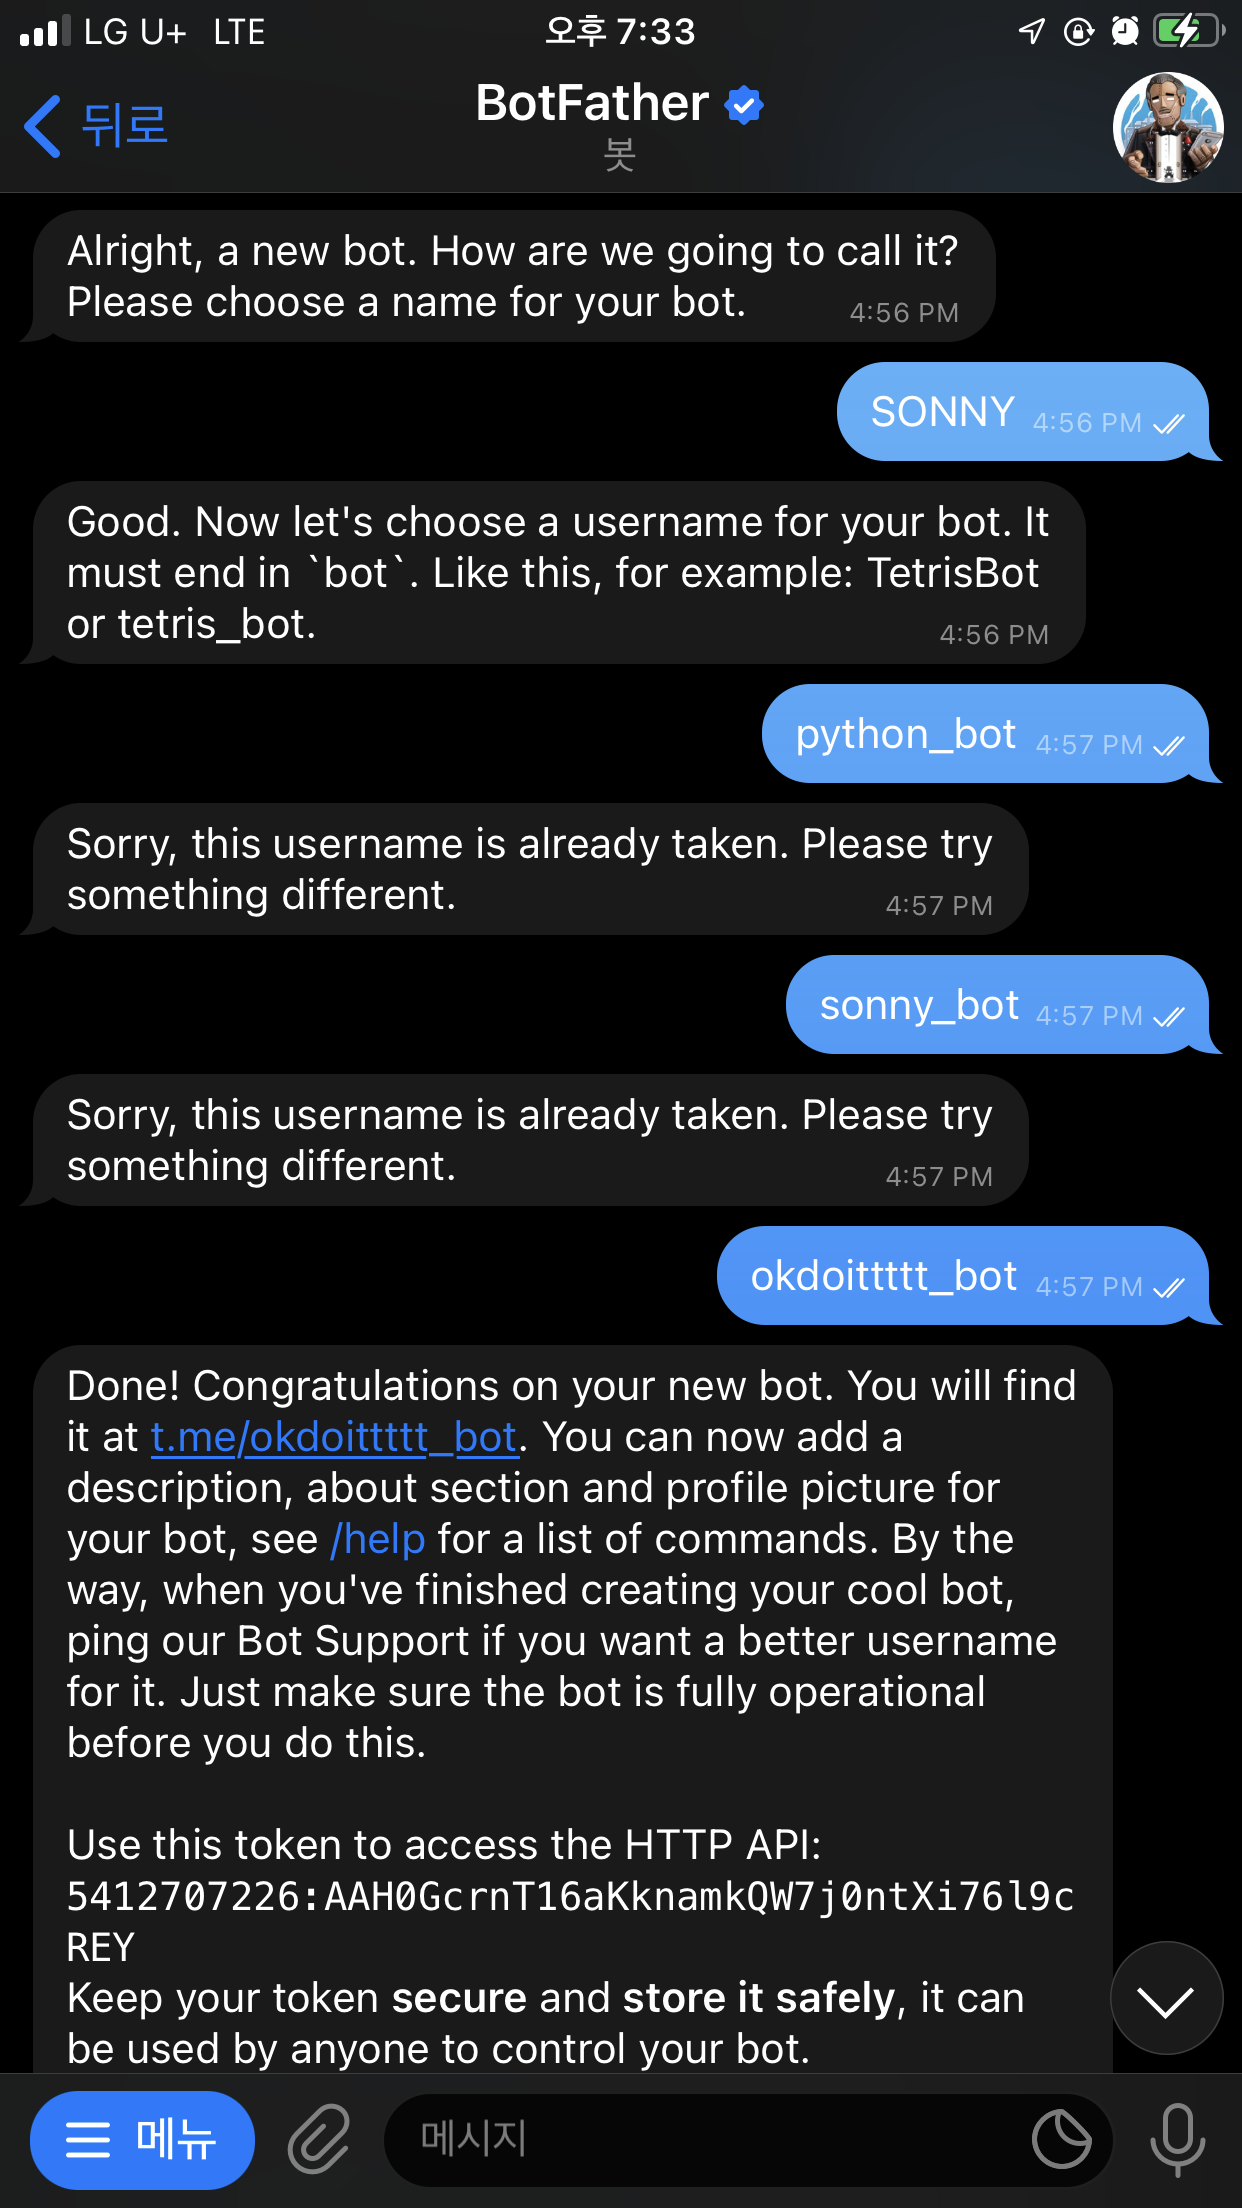 LG U+ LTE 오후 7:33
뒤로
BotFather
봇
Alright, a new bot. How are we going to call it?
Please choose a name for your bot. 4:56 PM
SONNY 4:56 PM
Good. Now let's choose a username for your bot. It
must end in `bot`. Like this, for example: TetrisBot
or tetris_bot. 4:56 PM
python_bot 4:57 PM
Sorry, this username is already taken. Please try
something different. 4:57 PM
sonny_bot 4:57 PM
Sorry, this username is already taken. Please try
something different. 4:57 PM
okdoittttt_bot 4:57 PM
Done! Congratulations on your new bot. You will find
it at t.me/okdoittttt_bot. You can now add a
description, about section and profile picture for
your bot, see /help for a list of commands. By the
way, when you've finished creating your cool bot,
ping our Bot Support if you want a better username
for it. Just make sure the bot is fully operational
before you do this.
Use this token to access the HTTP API:
5412707226:AAH0GcrnT16aKknamkQW7j0ntXi76l9c
REY
Keep your token secure and store it safely, it can
be used by anyone to control your bot.
메뉴
메시지